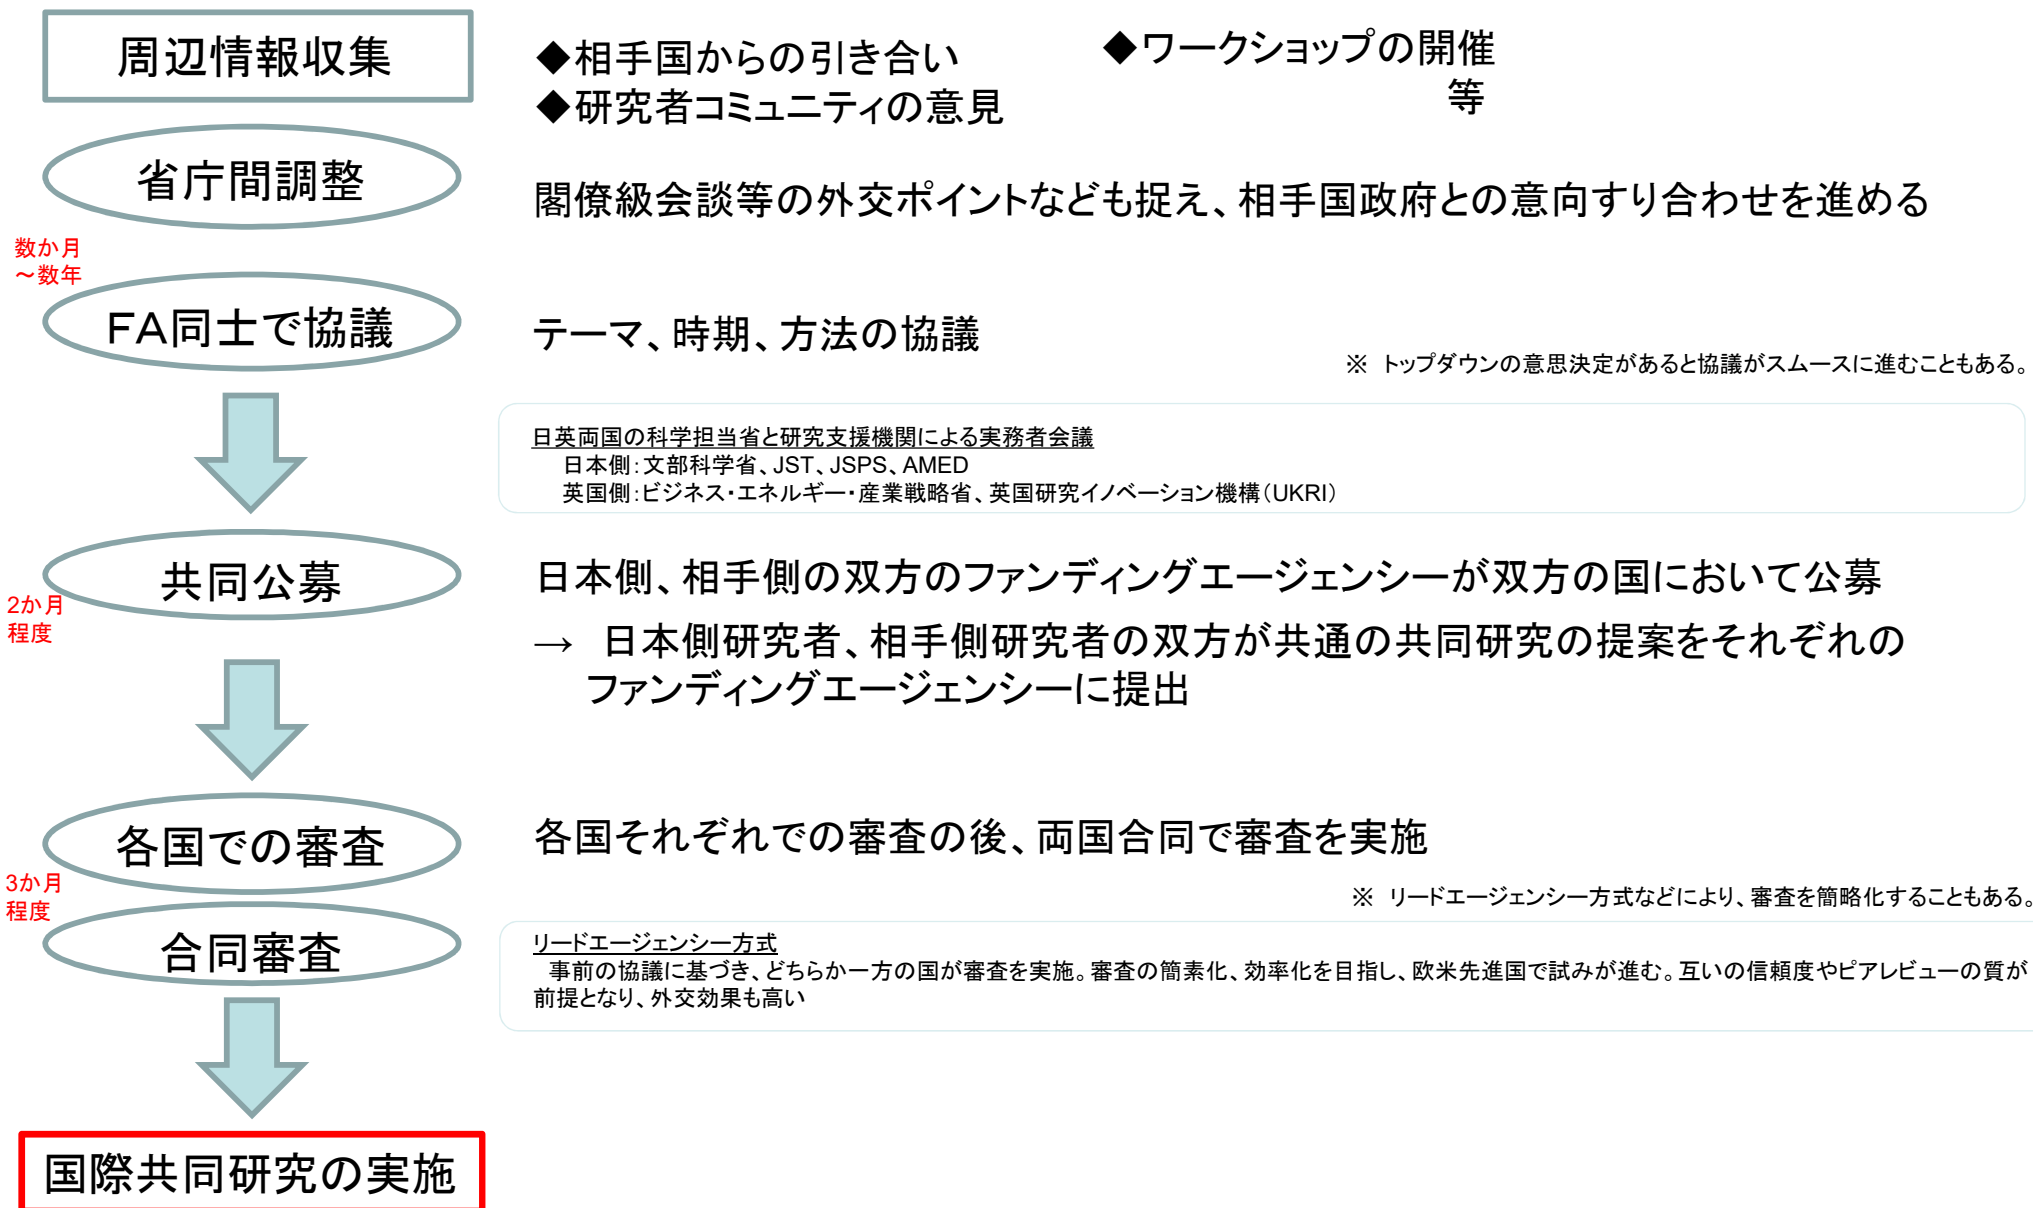 周辺情報収集
◆相手国からの引き合い
◆研究者コミュニティの意見
◆ワークショップの開催
等
省庁間調整
閣僚級会談等の外交ポイントなども捉え、相手国政府との意向すり合わせを進める
数か月
～数年
FA同士で協議
テーマ、時期、方法の協議
※ トップダウンの意思決定があると協議がスムースに進むこともある。
日英両国の科学担当省と研究支援機関による実務者会議
日本側：文部科学省、JST、JSPS、AMED
英国側：ビジネス・エネルギー・産業戦略省、英国研究イノベーション機構（UKRI）
共同公募
2か月
程度
日本側、相手側の双方のファンディングエージェンシーが双方の国において公募
→ 日本側研究者、相手側研究者の双方が共通の共同研究の提案をそれぞれの
ファンディングエージェンシーに提出
各国での審査
各国それぞれでの審査の後、両国合同で審査を実施
3か月
程度
※ リードエージェンシー方式などにより、審査を簡略化することもある。
合同審査
リードエージェンシー方式
事前の協議に基づき、どちらか一方の国が審査を実施。審査の簡素化、効率化を目指し、欧米先進国で試みが進む。互いの信頼度やピアレビューの質が
前提となり、外交効果も高い
国際共同研究の実施